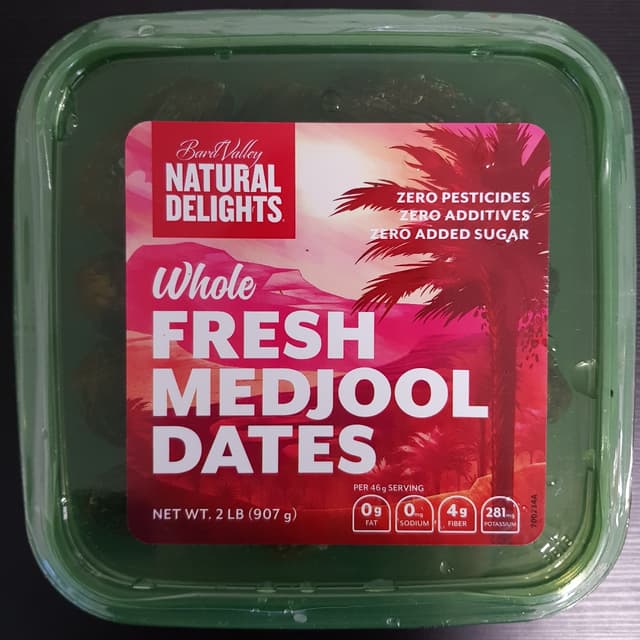 Bard Valley
NATURAL
DELIGHTS
ZERO PESTICIDES
ZERO ADDITIVES
ZERO ADDED SUGAR
Whole
FRESH
MEDJOOL
DATES
PER 46g SERVING
NET WT. 2 LB (907 g)
0g
FAT
0mg
SODIUM
4g
FIBER
281mg
POTASSIUM